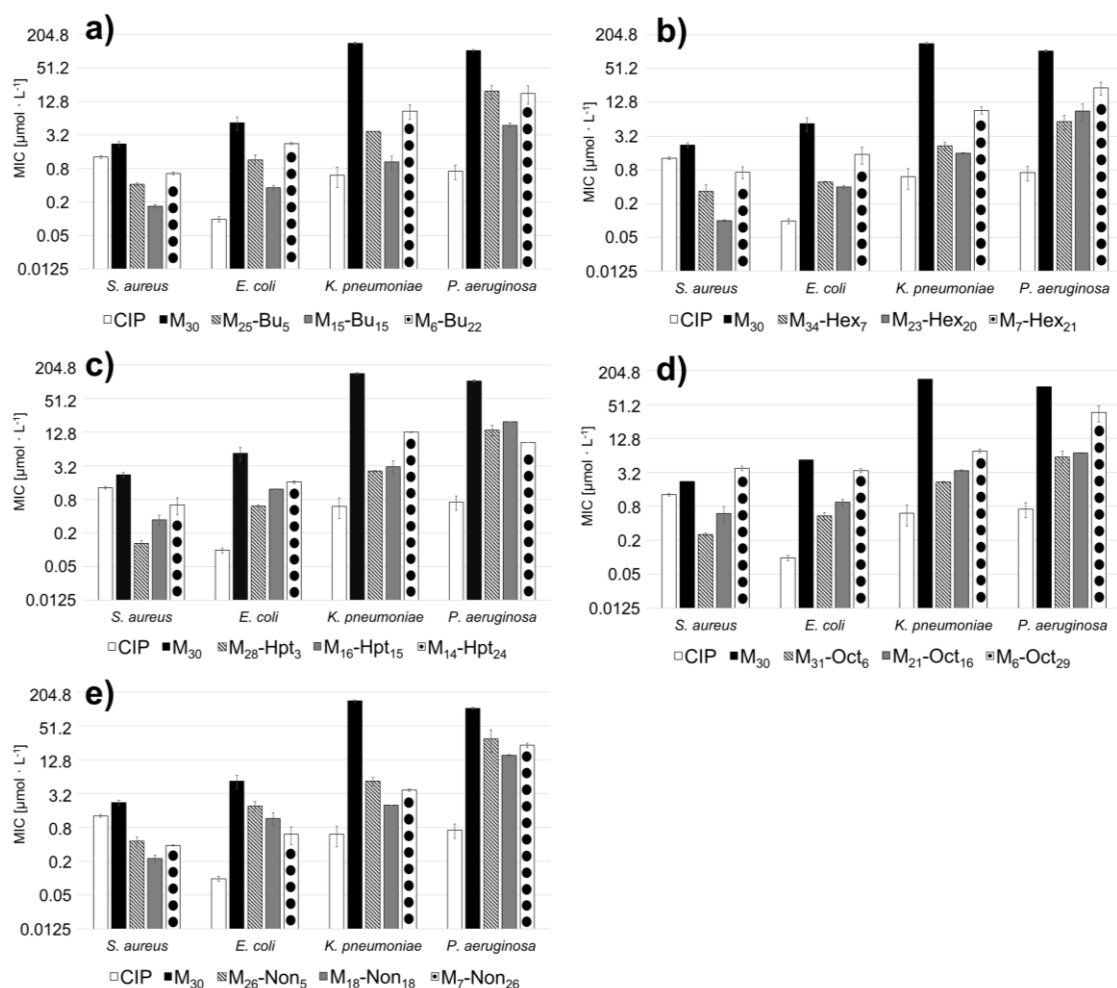 a)
MIC [µmol · L⁻¹]
204.8
51.2
12.8
3.2
0.8
0.2
0.05
0.0125
S. aureus E. coli K. pneumoniae P. aeruginosa
CIP M₃₀ M₂₅-Bu₅ M₁₅-Bu₁₅ M₆-Bu₂₂
b)
MIC [µmol · L⁻¹]
204.8
51.2
12.8
3.2
0.8
0.2
0.05
0.0125
S. aureus E. coli K. pneumoniae P. aeruginosa
CIP M₃₀ M₃₄-Hex₇ M₂₃-Hex₂₀ M₇-Hex₂₁
c)
MIC [µmol · L⁻¹]
204.8
51.2
12.8
3.2
0.8
0.2
0.05
0.0125
S. aureus E. coli K. pneumoniae P. aeruginosa
CIP M₃₀ M₂₈-Hpt₃ M₁₆-Hpt₁₅ M₁₄-Hpt₂₄
d)
MIC [µmol · L⁻¹]
204.8
51.2
12.8
3.2
0.8
0.2
0.05
0.0125
S. aureus E. coli K. pneumoniae P. aeruginosa
CIP M₃₀ M₃₁-Oct₆ M₂₁-Oct₁₆ M₆-Oct₂₉
e)
MIC [µmol · L⁻¹]
204.8
51.2
12.8
3.2
0.8
0.2
0.05
0.0125
S. aureus E. coli K. pneumoniae P. aeruginosa
CIP M₃₀ M₂₆-Non₅ M₁₈-Non₁₈ M₇-Non₂₆